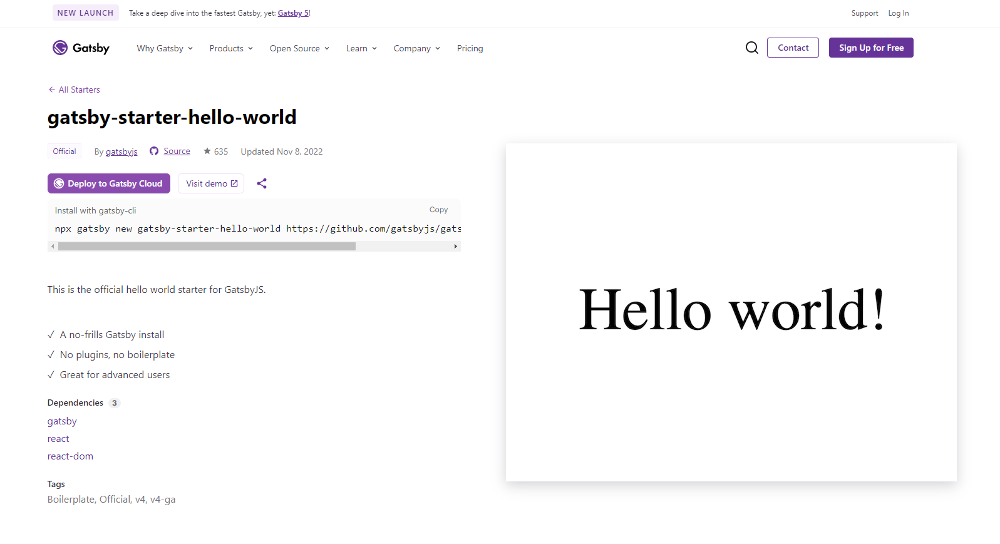 NEW LAUNCH Take a deep dive into the fastest Gatsby, yet: Gatsby 5! Support Log In
Gatsby Why Gatsby Products Open Source Learn Company Pricing Contact Sign Up for Free
← All Starters
gatsby-starter-hello-world
Official By gatsbyjs Source ★ 635 Updated Nov 8, 2022
Deploy to Gatsby Cloud Visit demo
Install with gatsby-cli Copy
npx gatsby new gatsby-starter-hello-world https://github.com/gatsbyjs/gats
This is the official hello world starter for GatsbyJS.
✓ A no-frills Gatsby install
✓ No plugins, no boilerplate
✓ Great for advanced users
Dependencies 3
gatsby
react
react-dom
Tags
Boilerplate, Official, v4, v4-ga
Hello world!